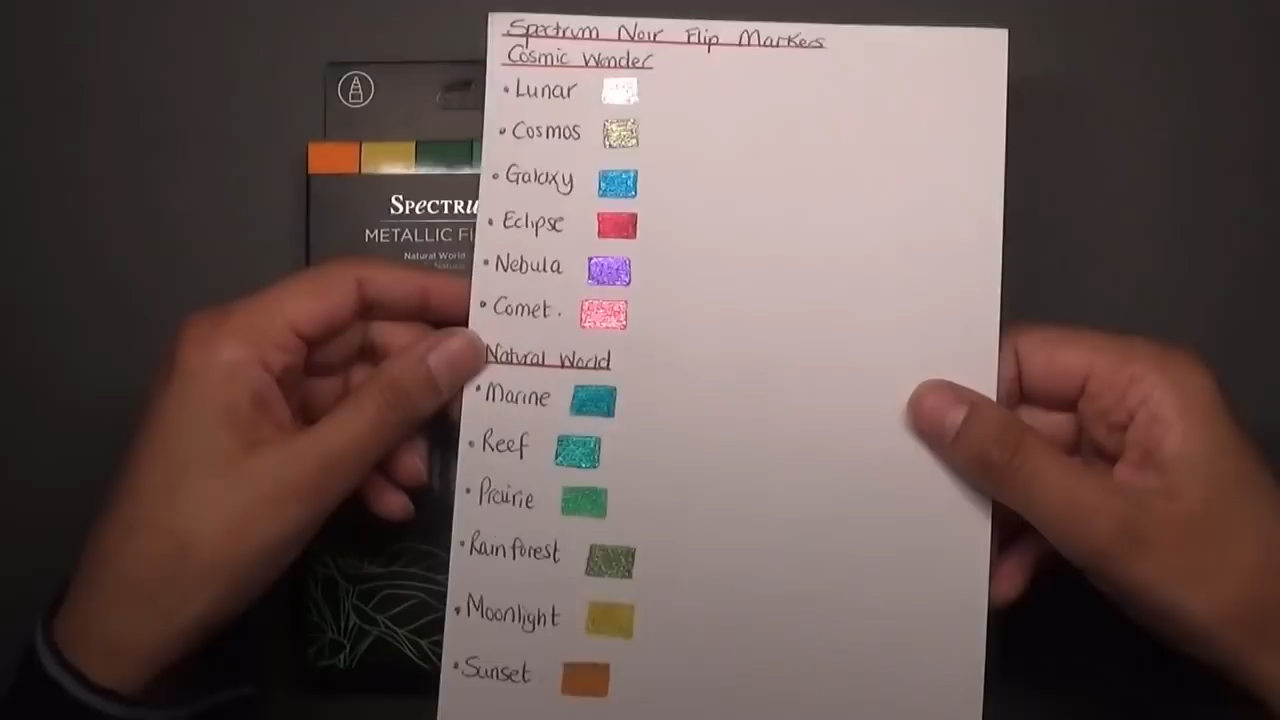 Spectrum Noir Flip Markers
Cosmic Wonder
• Lunar
• Cosmos
• Galaxy
• Eclipse
• Nebula
• Comet.
Natural World
• Marine
• Reef
• Prairie
• Rainforest
• Moonlight
• Sunset
SPECTRU
METALLIC FL
Natural World